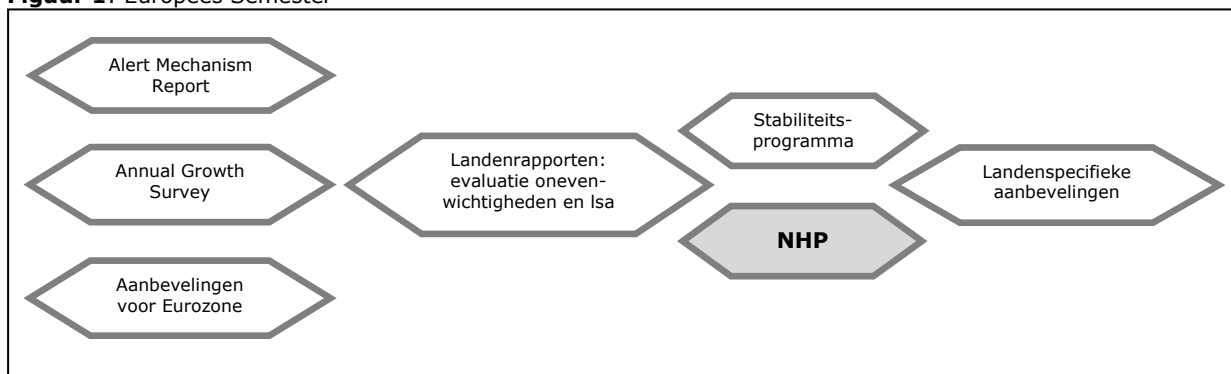 Figuur 1: Europees Semester
Alert Mechanism
Report
Annual Growth
Survey
Aanbevelingen
voor Eurozone
Landenrapporten:
evaluatie oneven-
wichtigheden en lsa
Stabiliteits-
programma
NHP
Landenspecifieke
aanbevelingen